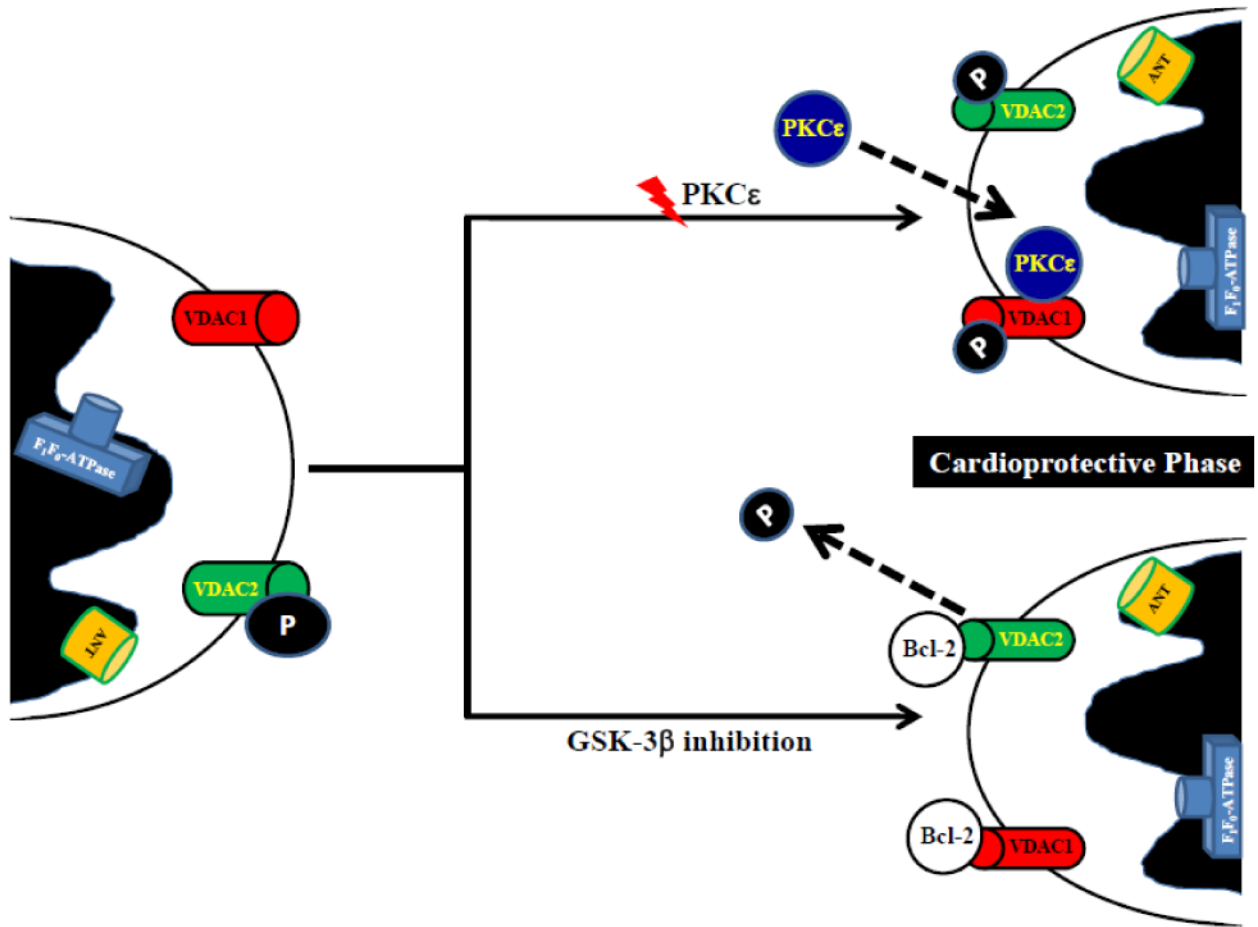 VDAC1
F1F0-ATPase
VDAC2
P
ANT
PKCε
GSK-3β inhibition
PKCε
P
VDAC2
ANT
PKCε
VDAC1
P
F1F0-ATPase
Cardioprotective Phase
P
Bcl-2
VDAC2
ANT
Bcl-2
VDAC1
F1F0-ATPase